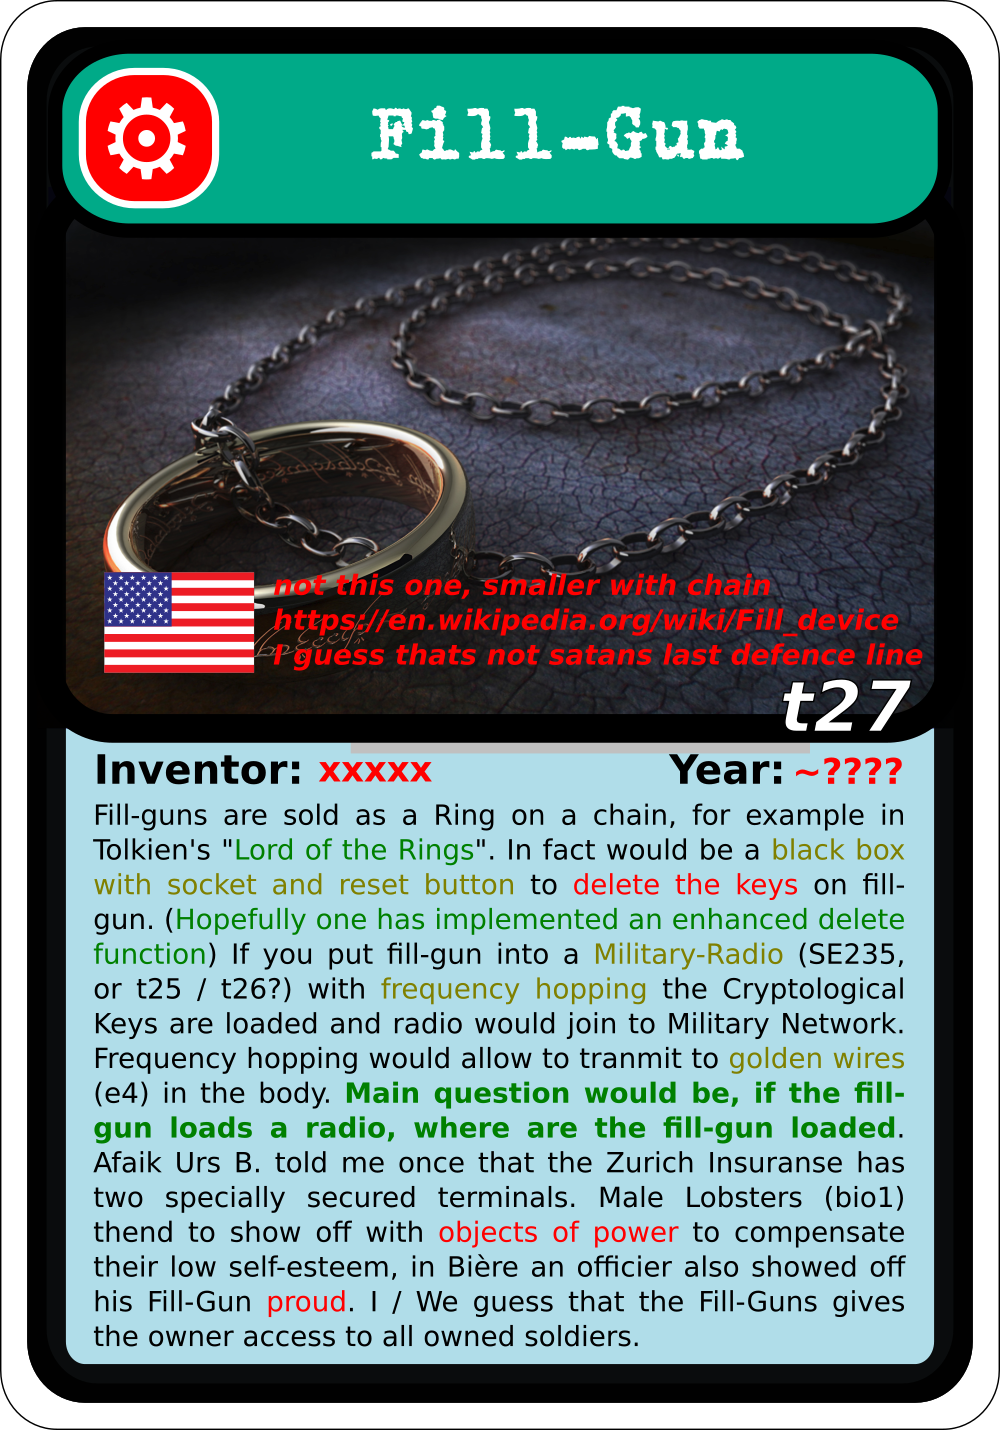 Fill-Gun
not this one, smaller with chain
https://en.wikipedia.org/wiki/Fill_device
I guess thats not satans last defence line
t27
Inventor: xxxxx Year: ~????
Fill-guns are sold as a Ring on a chain, for example in
Tolkien's "Lord of the Rings". In fact would be a black box
with socket and reset button to delete the keys on fill-
gun. (Hopefully one has implemented an enhanced delete
function) If you put fill-gun into a Military-Radio (SE235,
or t25 / t26?) with frequency hopping the Cryptological
Keys are loaded and radio would join to Military Network.
Frequency hopping would allow to tranmit to golden wires
(e4) in the body. Main question would be, if the fill-
gun loads a radio, where are the fill-gun loaded.
Afaik Urs B. told me once that the Zurich Insuranse has
two specially secured terminals. Male Lobsters (bio1)
thend to show off with objects of power to compensate
their low self-esteem, in Bière an officier also showed off
his Fill-Gun proud. I / We guess that the Fill-Guns gives
the owner access to all owned soldiers.